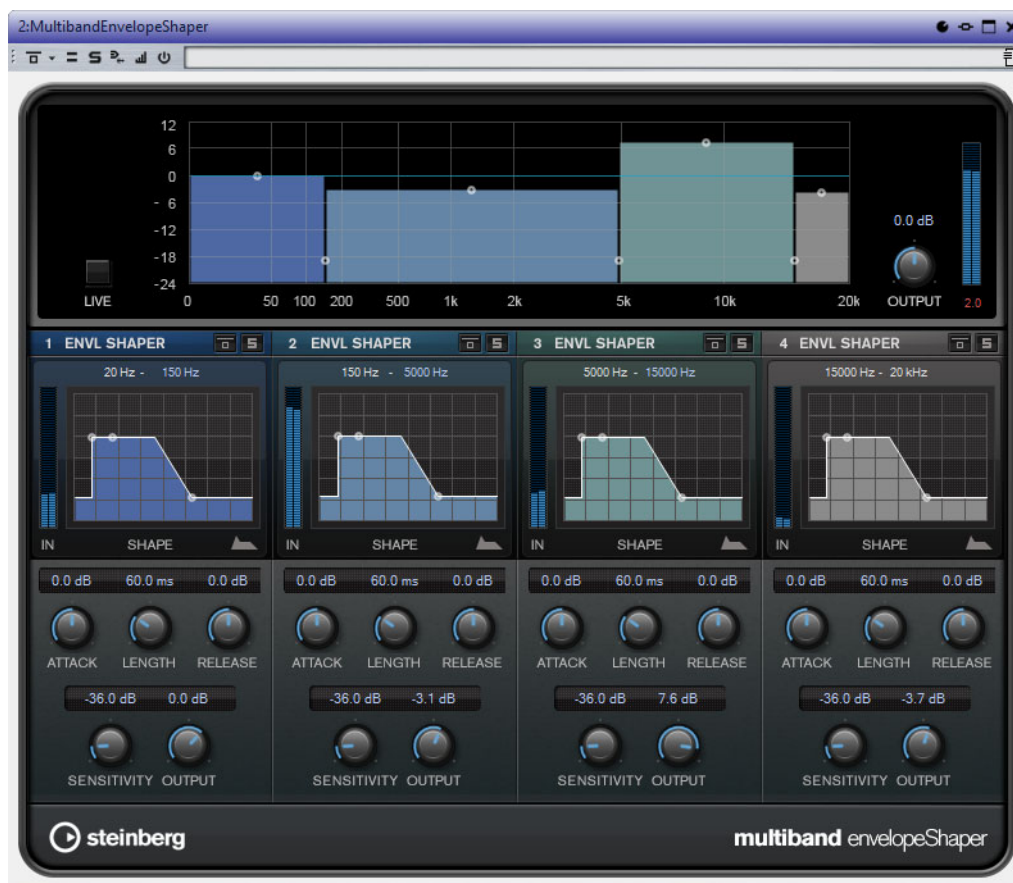 2:MultibandEnvelopeShaper
12
6
0
- 6
-12
-18
-24
0 50 100 200 500 1k 2k 5k 10k 20k
LIVE
0.0 dB
OUTPUT
2.0
1 ENVL SHAPER S 2 ENVL SHAPER S 3 ENVL SHAPER S 4 ENVL SHAPER S
20 Hz - 150 Hz 150 Hz - 5000 Hz 5000 Hz - 15000 Hz 15000 Hz - 20 kHz
IN SHAPE IN SHAPE IN SHAPE IN SHAPE
0.0 dB 60.0 ms 0.0 dB 0.0 dB 60.0 ms 0.0 dB 0.0 dB 60.0 ms 0.0 dB 0.0 dB 60.0 ms 0.0 dB
ATTACK LENGTH RELEASE ATTACK LENGTH RELEASE ATTACK LENGTH RELEASE ATTACK LENGTH RELEASE
-36.0 dB 0.0 dB -36.0 dB -3.1 dB -36.0 dB 7.6 dB -36.0 dB -3.7 dB
SENSITIVITY OUTPUT SENSITIVITY OUTPUT SENSITIVITY OUTPUT SENSITIVITY OUTPUT
steinberg multiband envelopeShaper